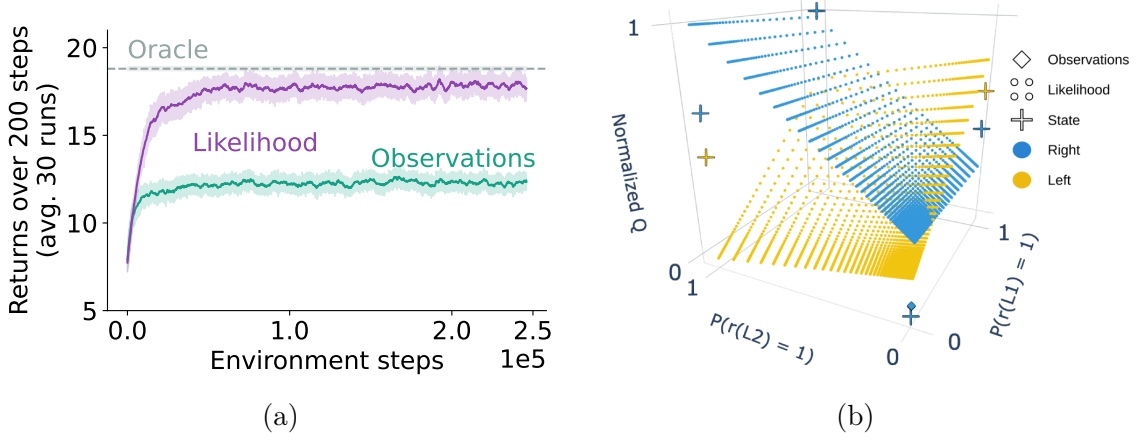 Returns over 200 steps
(avg. 30 runs)
20
15
10
5
Oracle
Likelihood
Observations
0.0 1.0 2.0 2.5
1e5
Environment steps
(a)
1
Normalized Q
0
1
P(r(L2) = 1)
0
0
P(r(L1) = 1)
1
Observations
Likelihood
State
Right
Left
(b)